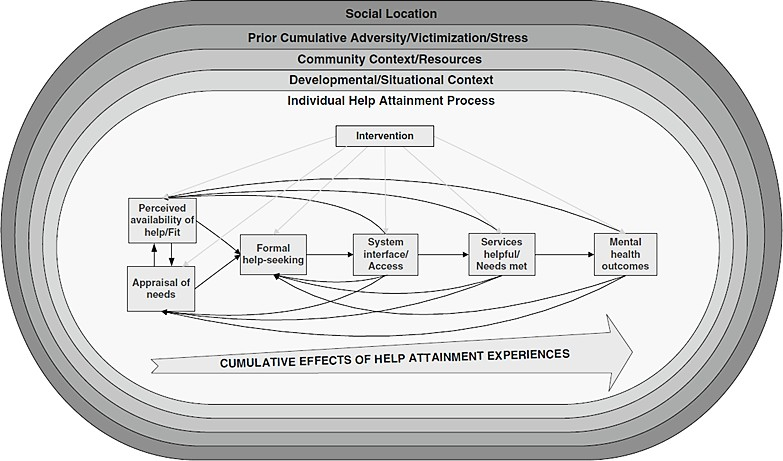 Social Location
Prior Cumulative Adversity/Victimization/Stress
Community Context/Resources
Developmental/Situational Context
Individual Help Attainment Process
Intervention
Perceived
availability of
help/Fit
Appraisal of
needs
Formal
help-seeking
System
interface/
Access
Services
helpful/
Needs met
Mental
health
outcomes
CUMULATIVE EFFECTS OF HELP ATTAINMENT EXPERIENCES